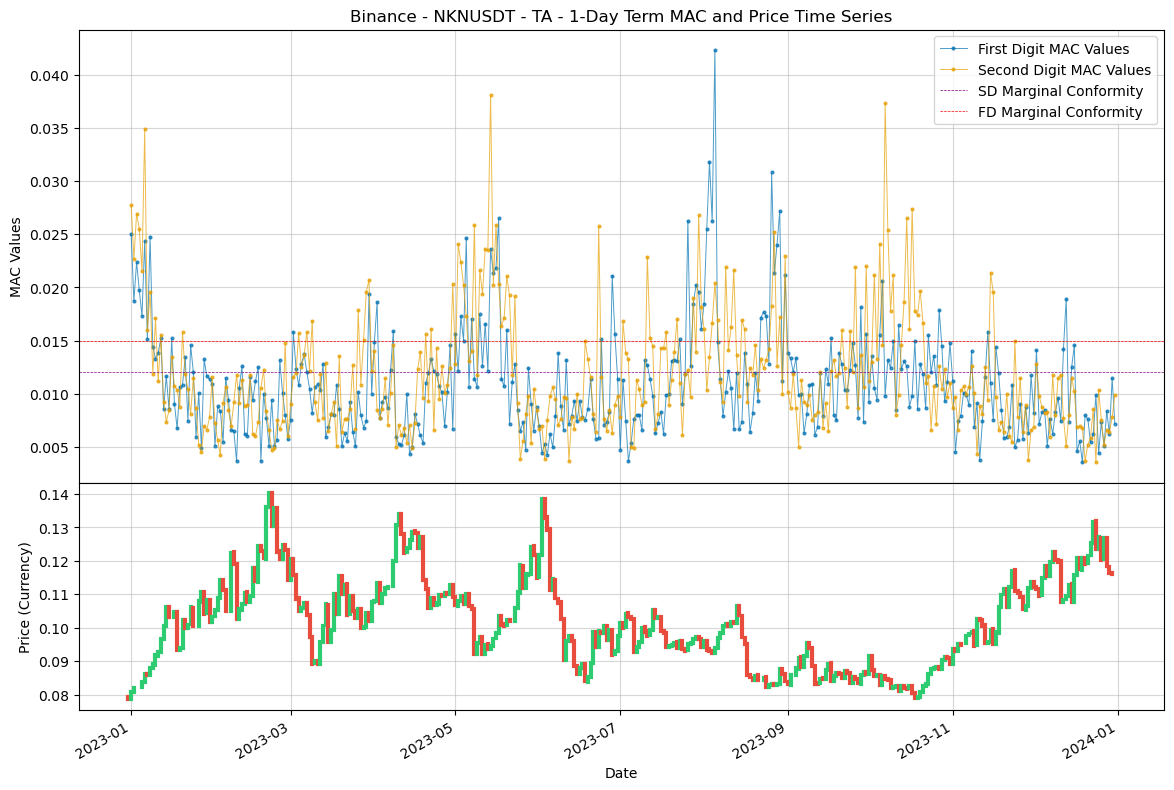 Binance - NKNUSDT - TA - 1-Day Term MAC and Price Time Series
First Digit MAC Values
Second Digit MAC Values
SD Marginal Conformity
FD Marginal Conformity
MAC Values
0.040
0.035
0.030
0.025
0.020
0.015
0.010
0.005
Price (Currency)
0.14
0.13
0.12
0.11
0.10
0.09
0.08
2023-01
2023-03
2023-05
2023-07
2023-09
2023-11
2024-01
Date